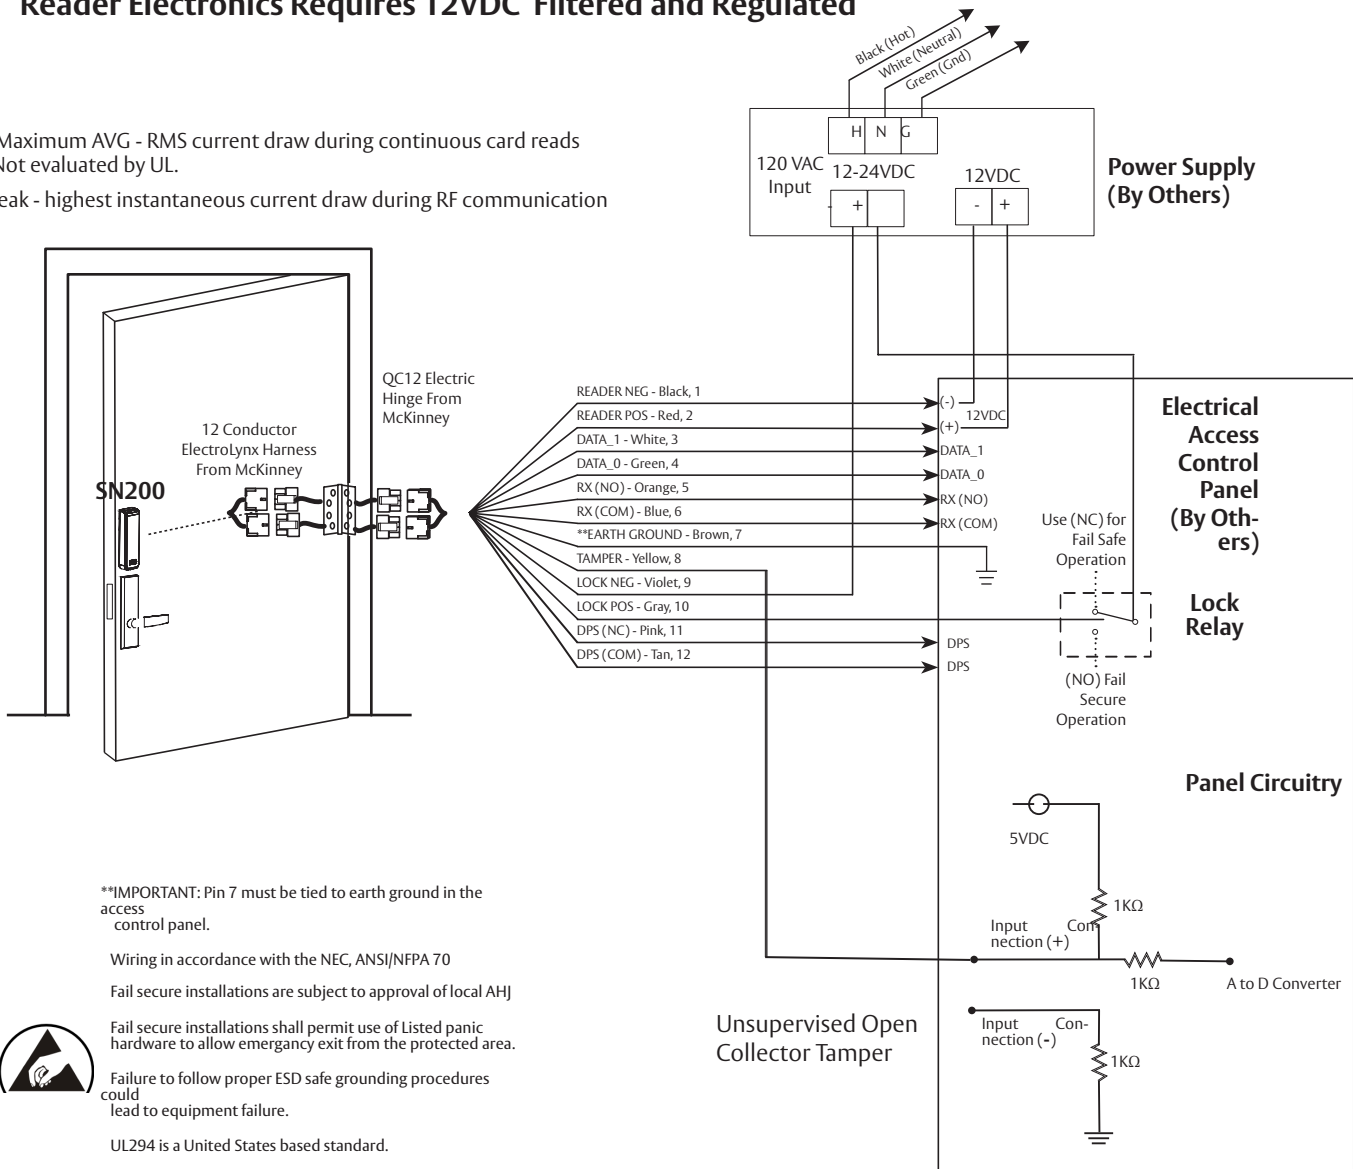 Reader Electronics Requires 12VDC Filtered and Regulated
Black (Hot)
White (Neutral)
Green (Gnd)
Maximum AVG - RMS current draw during continuous card reads
Not evaluated by UL.
eak - highest instantaneous current draw during RF communication
H N G
120 VAC
Input
12-24VDC
12VDC
- +
- +
Power Supply
(By Others)
QC12 Electric
Hinge From
McKinney
12 Conductor
ElectroLynx Harness
From McKinney
SN200
READER NEG - Black, 1
READER POS - Red, 2
DATA_1 - White, 3
DATA_0 - Green, 4
RX (NO) - Orange, 5
RX (COM) - Blue, 6
**EARTH GROUND - Brown, 7
TAMPER - Yellow, 8
LOCK NEG - Violet, 9
LOCK POS - Gray, 10
DPS (NC) - Pink, 11
DPS (COM) - Tan, 12
(-)
12VDC
(+)
DATA_1
DATA_0
RX (NO)
RX (COM)
DPS
DPS
Electrical
Access
Control
Panel
(By Oth-
ers)
Use (NC) for
Fail Safe
Operation
Lock
Relay
(NO) Fail
Secure
Operation
Panel Circuitry
5VDC
1KΩ
Input Con-
nection (+)
1KΩ
A to D Converter
Input Con-
nection (-)
1KΩ
Unsupervised Open
Collector Tamper
**IMPORTANT: Pin 7 must be tied to earth ground in the
access
control panel.
Wiring in accordance with the NEC, ANSI/NFPA 70
Fail secure installations are subject to approval of local AHJ
Fail secure installations shall permit use of Listed panic
hardware to allow emergancy exit from the protected area.
Failure to follow proper ESD safe grounding procedures
could
lead to equipment failure.
UL294 is a United States based standard.